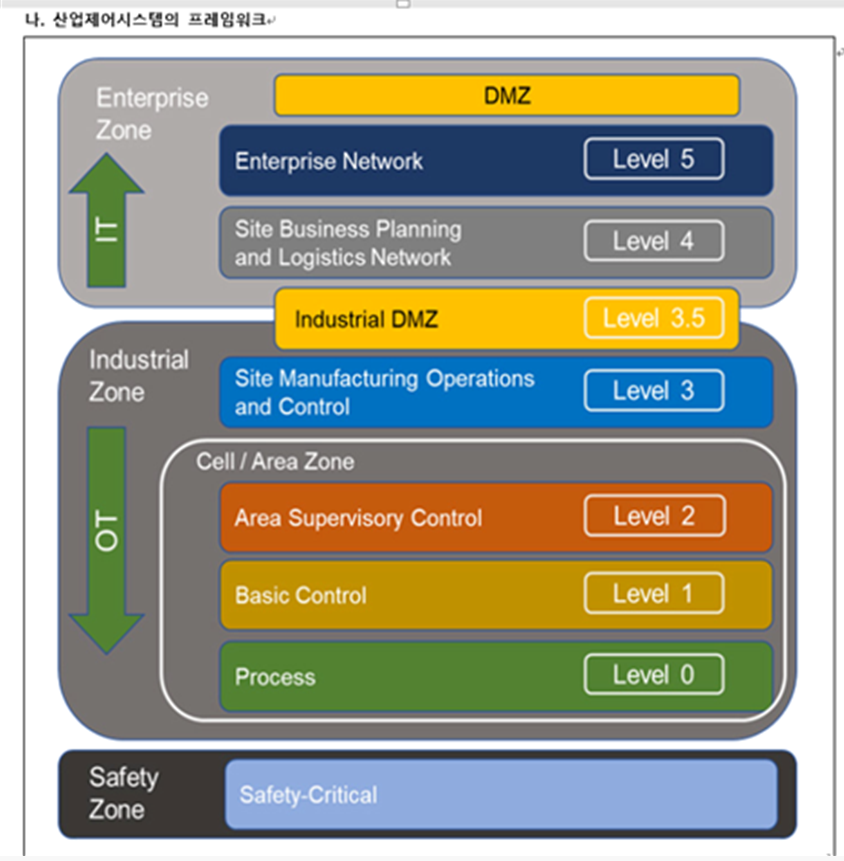 나. 산업제어시스템의 프레임워크
Enterprise
Zone
DMZ
Enterprise Network
Level 5
IT
Site Business Planning
and Logistics Network
Level 4
Industrial DMZ
Level 3.5
Industrial
Zone
Site Manufacturing Operations
and Control
Level 3
OT
Cell / Area Zone
Area Supervisory Control
Level 2
Basic Control
Level 1
Process
Level 0
Safety
Zone
Safety-Critical